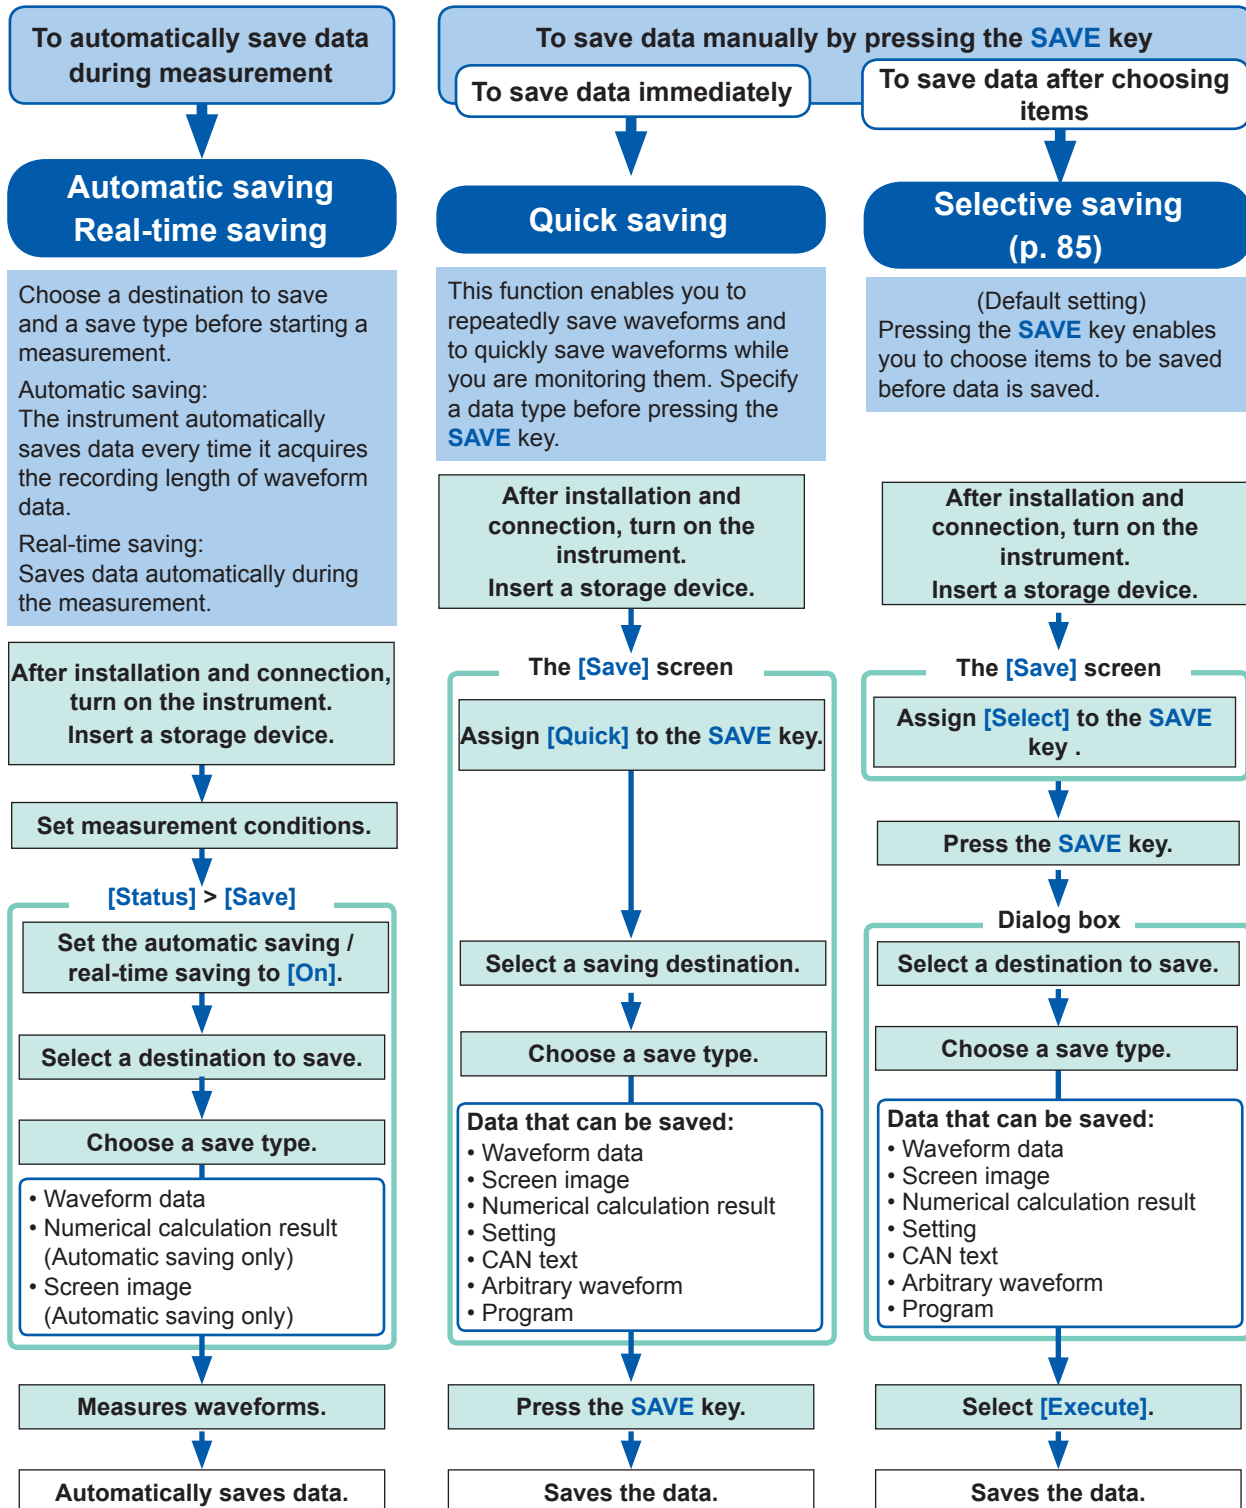 To automatically save data
during measurement
Automatic saving
Real-time saving
Choose a destination to save
and a save type before starting a
measurement.
Automatic saving:
The instrument automatically
saves data every time it acquires
the recording length of waveform
data.
Real-time saving:
Saves data automatically during
the measurement.
After installation and connection,
turn on the instrument.
Insert a storage device.
Set measurement conditions.
[Status] > [Save]
Set the automatic saving /
real-time saving to [On].
Select a destination to save.
Choose a save type.
• Waveform data
• Numerical calculation result
(Automatic saving only)
• Screen image
(Automatic saving only)
Measures waveforms.
Automatically saves data.
To save data manually by pressing the SAVE key
To save data immediately
Quick saving
This function enables you to
repeatedly save waveforms and
to quickly save waveforms while
you are monitoring them. Specify
a data type before pressing the
SAVE key.
After installation and
connection, turn on the
instrument.
Insert a storage device.
The [Save] screen
Assign [Quick] to the SAVE key.
Select a saving destination.
Choose a save type.
Data that can be saved:
• Waveform data
• Screen image
• Numerical calculation result
• Setting
• CAN text
• Arbitrary waveform
• Program
Press the SAVE key.
Saves the data.
To save data after choosing
items
Selective saving
(p. 85)
(Default setting)
Pressing the SAVE key enables
you to choose items to be saved
before data is saved.
After installation and
connection, turn on the
instrument.
Insert a storage device.
The [Save] screen
Assign [Select] to the SAVE
key .
Press the SAVE key.
Dialog box
Select a destination to save.
Choose a save type.
Data that can be saved:
• Waveform data
• Screen image
• Numerical calculation result
• Setting
• CAN text
• Arbitrary waveform
• Program
Select [Execute].
Saves the data.